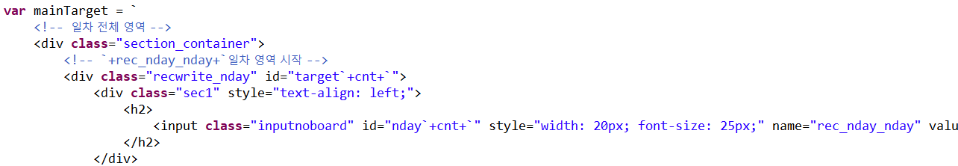 var mainTarget = `
<!-- 일차 전체 영역 -->
<div class="section_container">
<!-- `+rec_nday_nday+`일차 영역 시작 -->
<div class="recwrite_nday" id="target`+cnt+`">
<div class="sec1" style="text-align: left;">
<h2>
<input class="inputnoboard" id="nday`+cnt+`" style="width: 20px; font-size: 25px;" name="rec_nday_nday" valu
</h2>
</div>